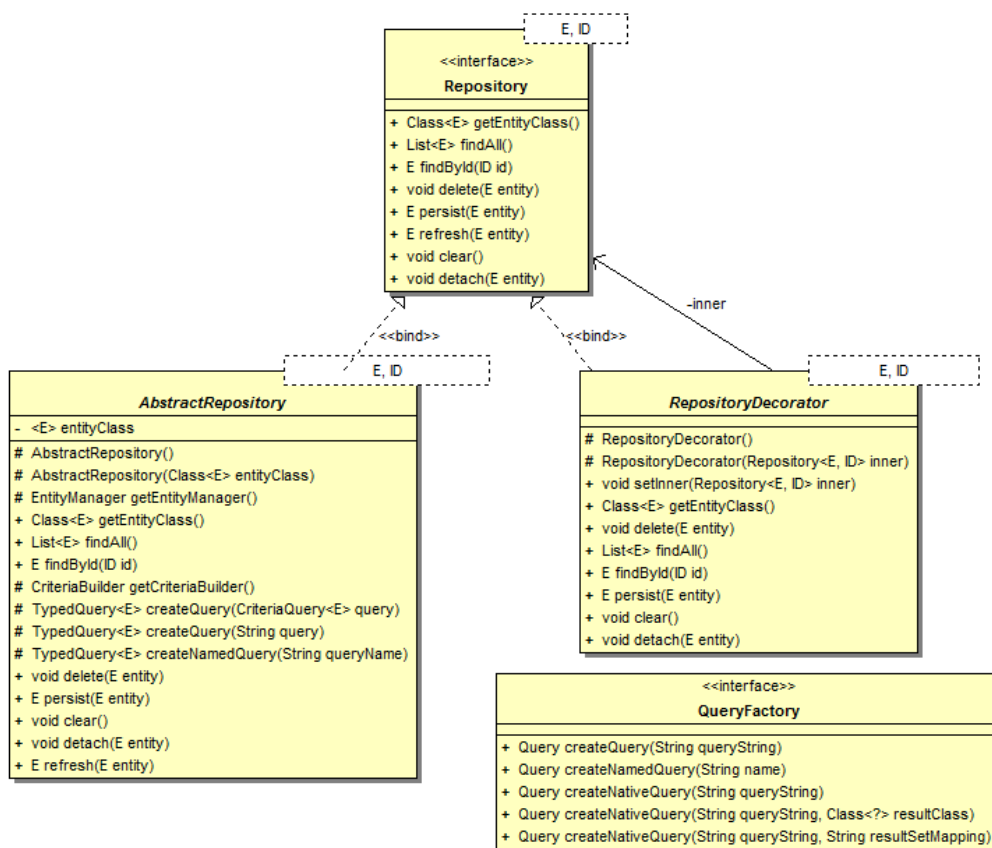 E, ID
<<interface>>
Repository
+ Class<E> getEntityClass()
+ List<E> findAll()
+ E findById(ID id)
+ void delete(E entity)
+ E persist(E entity)
+ E refresh(E entity)
+ void clear()
+ void detach(E entity)
-inner
<<bind>>
<<bind>>
E, ID
AbstractRepository
- <E> entityClass
# AbstractRepository()
# AbstractRepository(Class<E> entityClass)
# EntityManager getEntityManager()
+ Class<E> getEntityClass()
+ List<E> findAll()
+ E findById(ID id)
# CriteriaBuilder getCriteriaBuilder()
# TypedQuery<E> createQuery(CriteriaQuery<E> query)
# TypedQuery<E> createQuery(String query)
# TypedQuery<E> createNamedQuery(String queryName)
+ void delete(E entity)
+ E persist(E entity)
+ void clear()
+ void detach(E entity)
+ E refresh(E entity)
E, ID
RepositoryDecorator
# RepositoryDecorator()
# RepositoryDecorator(Repository<E, ID> inner)
+ void setInner(Repository<E, ID> inner)
+ Class<E> getEntityClass()
+ void delete(E entity)
+ List<E> findAll()
+ E findById(ID id)
+ E persist(E entity)
+ void clear()
+ void detach(E entity)
<<interface>>
QueryFactory
+ Query createQuery(String queryString)
+ Query createNamedQuery(String name)
+ Query createNativeQuery(String queryString)
+ Query createNativeQuery(String queryString, Class<?> resultClass)
+ Query createNativeQuery(String queryString, String resultSetMapping)